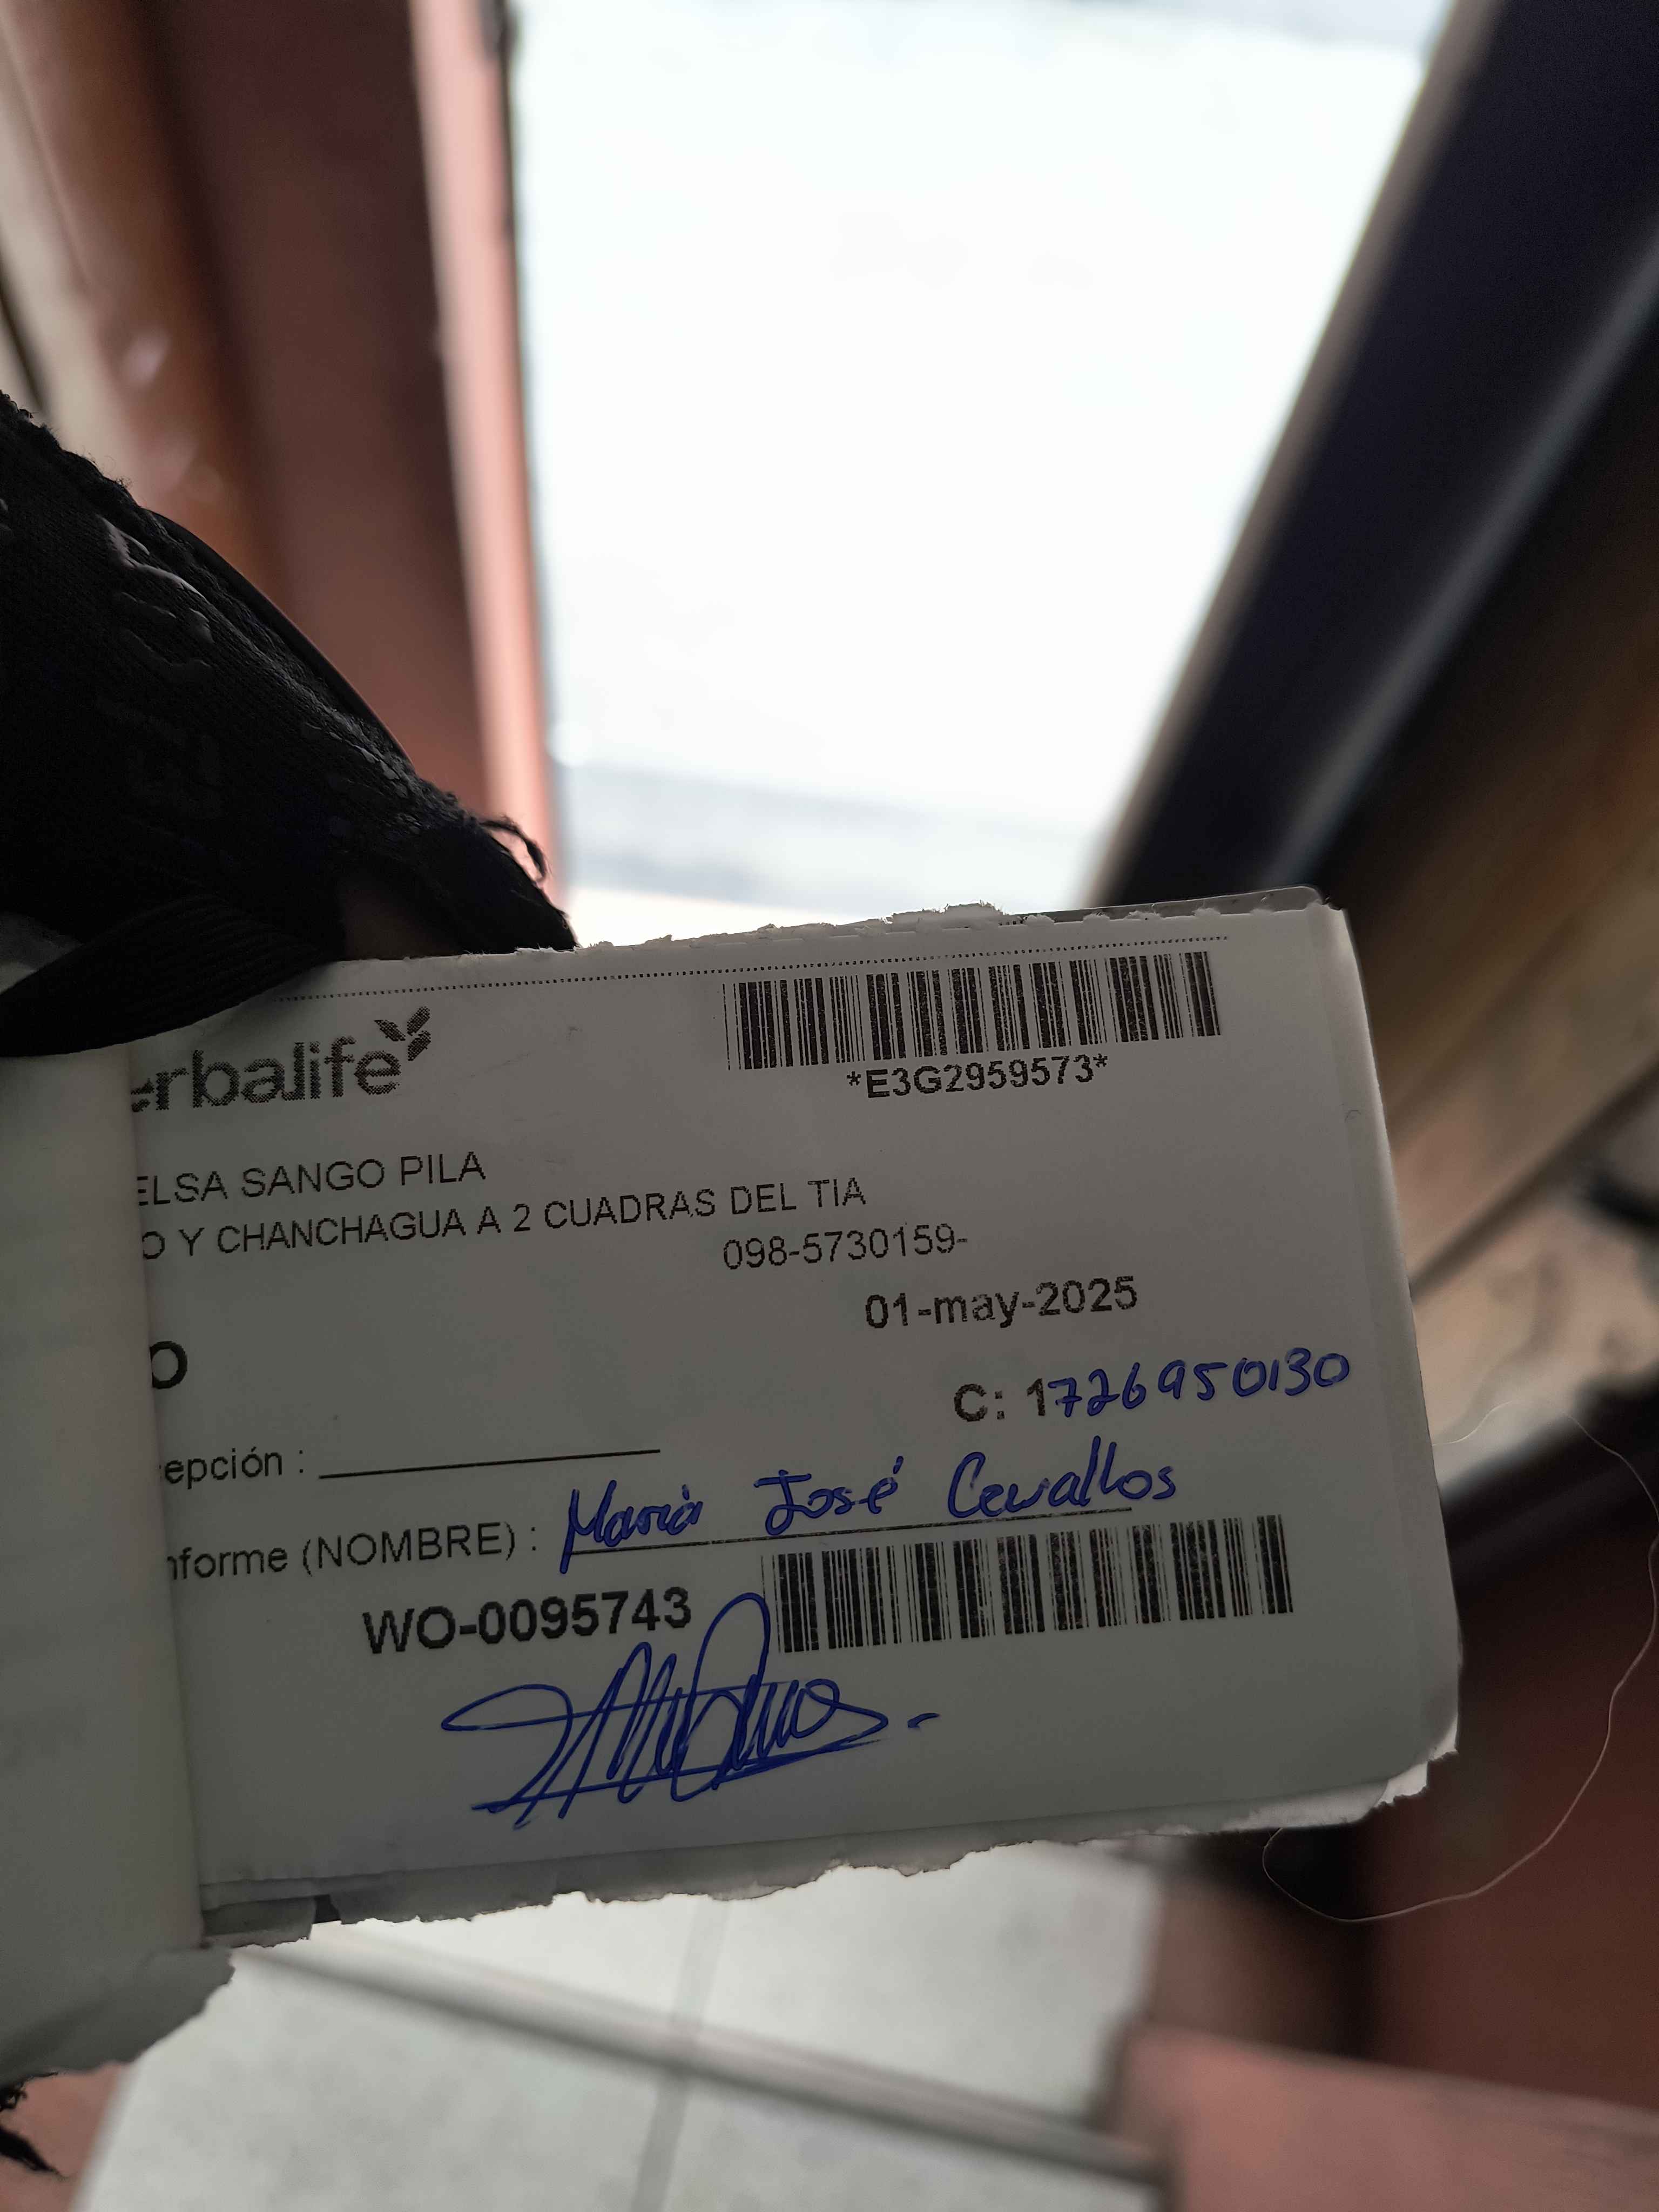 erbalife
*E3G2959573*
ELSA SANGO PILA
O Y CHANCHAGUA A 2 CUADRAS DEL TIA
098-5730159-
01-may-2025
O
C: 1726950130
epción :
nforme (NOMBRE) : María José Cevallos
WO-0095743